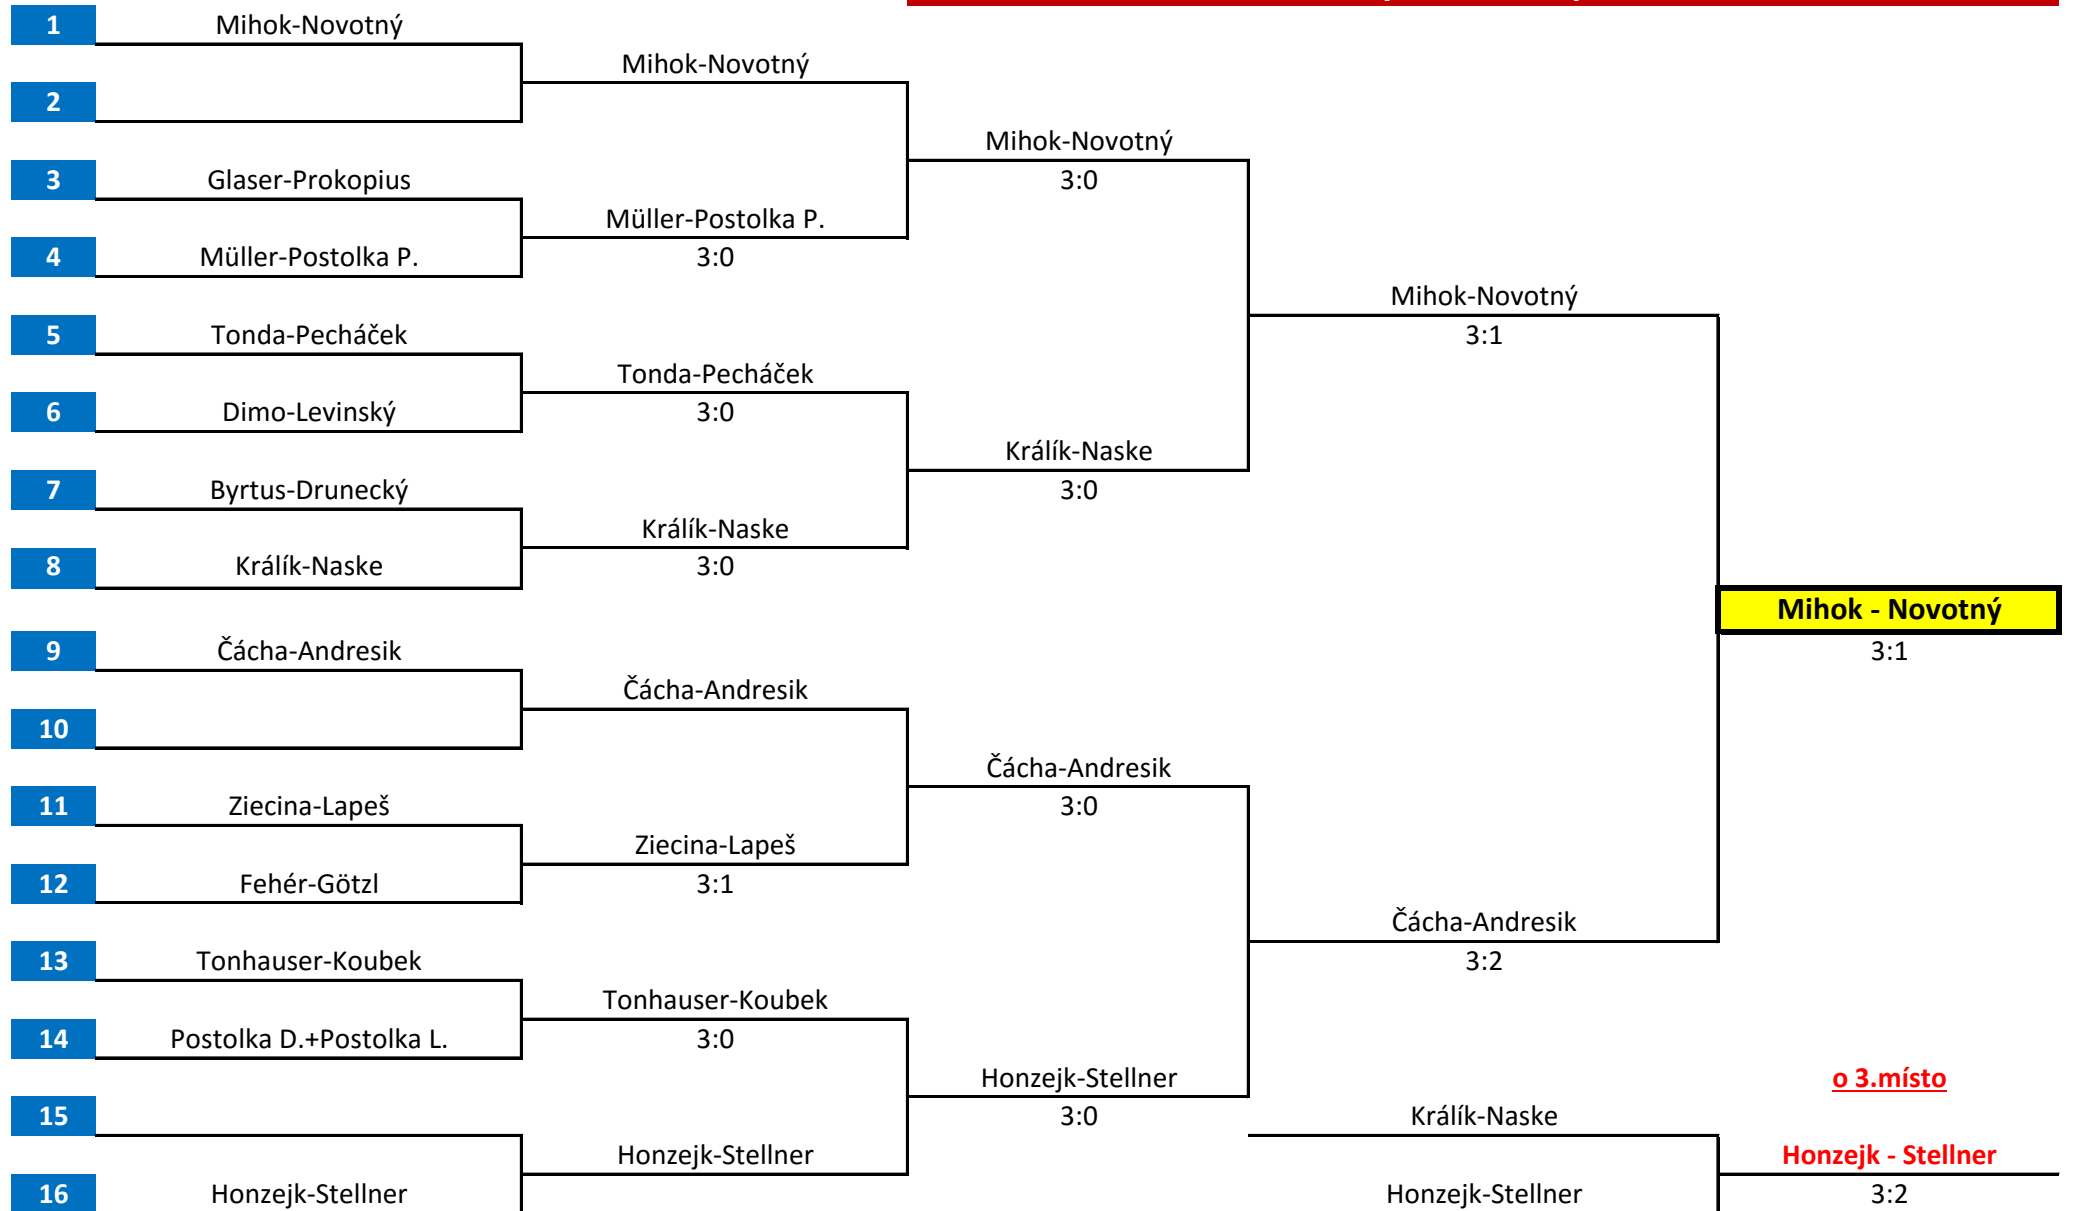 1 Mihok-Novotný
Mihok-Novotný
2
Mihok-Novotný
3 Glaser-Prokopius 3:0
Müller-Postolka P.
4 Müller-Postolka P. 3:0
Mihok-Novotný
5 Tonda-Pecháček 3:1
Tonda-Pecháček
6 Dimo-Levinský 3:0
Králík-Naske
7 Byrtus-Drunecký 3:0
Králík-Naske
8 Králík-Naske 3:0
Mihok - Novotný
9 Čácha-Andresik 3:1
Čácha-Andresik
10
Čácha-Andresik
11 Ziecina-Lapeš 3:0
Ziecina-Lapeš
12 Fehér-Götzl 3:1
Čácha-Andresik
13 Tonhauser-Koubek 3:2
Tonhauser-Koubek
14 Postolka D.+Postolka L. 3:0
Honzejk-Stellner o 3.místo
15 3:0 Králík-Naske
Honzejk-Stellner Honzejk - Stellner
16 Honzejk-Stellner Honzejk-Stellner 3:2